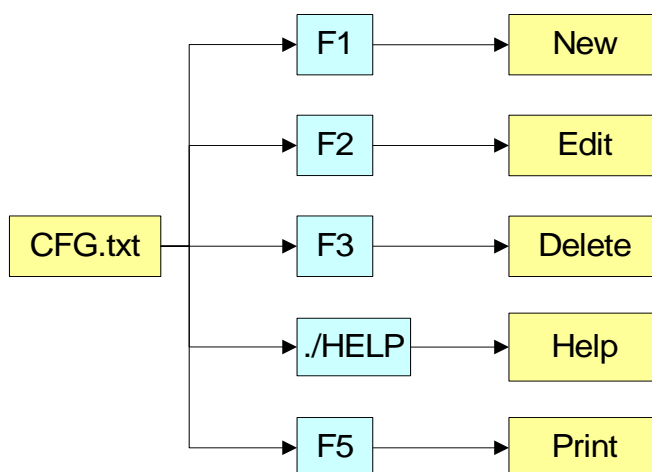 F1
New
F2
Edit
CFG.txt
F3
Delete
./HELP
Help
F5
Print